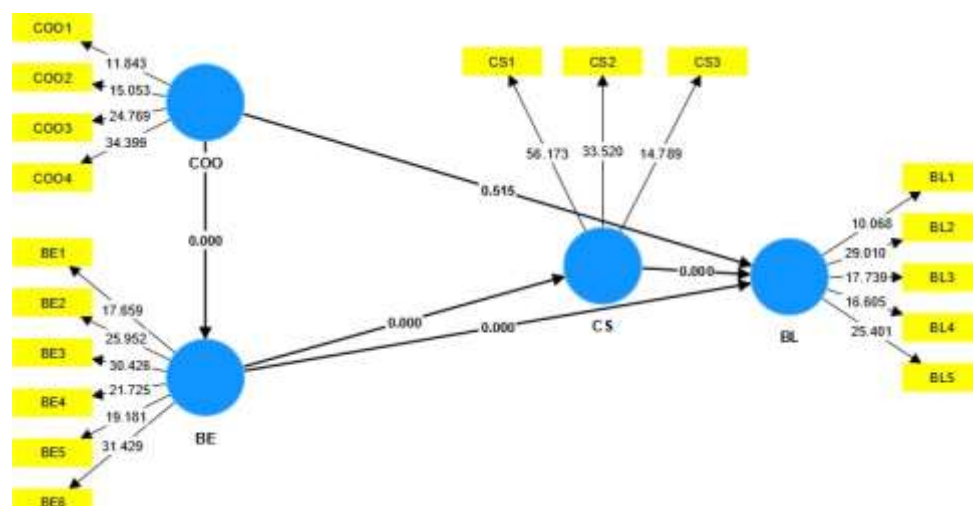 COO1
COO2
COO3
COO4
11.843
15.053
24.769
34.399
COO
CS1
CS2
CS3
56.173
33.520
14.789
CS
0.515
0.000
0.000
0.000
0.000
BE1
BE2
BE3
BE4
BE5
BE6
17.659
25.952
30.426
21.725
19.181
31.429
BE
BL
BL1
BL2
BL3
BL4
BL5
10.068
29.010
17.739
16.605
25.401